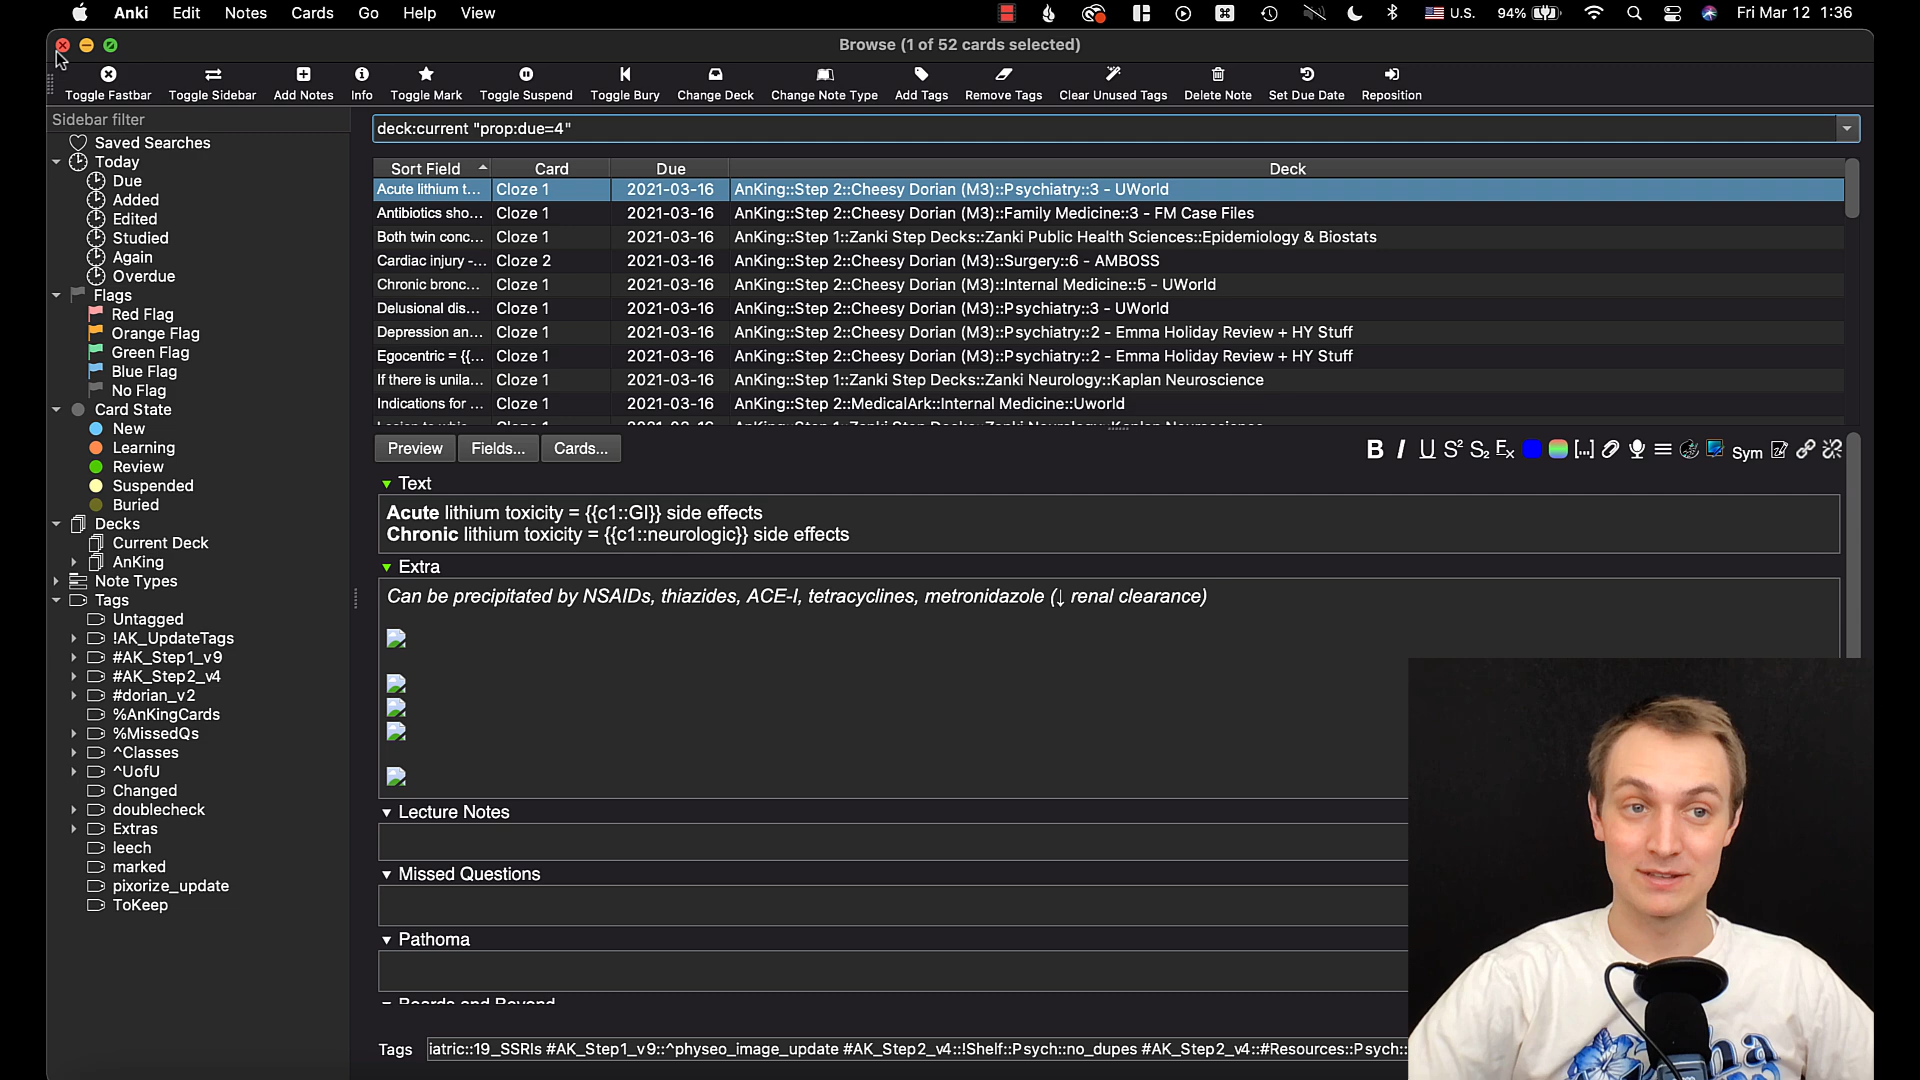 Anki Edit Notes Cards Go Help View U.S. 94% Fri Mar 12 1:36
Browse (1 of 52 cards selected)
Toggle Fastbar Toggle Sidebar Add Notes Info Toggle Mark Toggle Suspend Toggle Bury Change Deck Change Note Type Add Tags Remove Tags Clear Unused Tags Delete Note Set Due Date Reposition
Sidebar filter
Saved Searches
Today
Due
Added
Edited
Studied
Again
Overdue
Flags
Red Flag
Orange Flag
Green Flag
Blue Flag
No Flag
Card State
New
Learning
Review
Suspended
Buried
Decks
Current Deck
AnKing
Note Types
Tags
Untagged
!AK_UpdateTags
#AK_Step1_v9
#AK_Step2_v4
#dorian_v2
%AnKingCards
%MissedQs
^Classes
^UofU
Changed
doublecheck
Extras
leech
marked
pixorize_update
ToKeep
deck:current "prop:due=4"
Sort Field Card Due Deck
Acute lithium t... Cloze 1 2021-03-16 AnKing::Step 2::Cheesy Dorian (M3)::Psychiatry::3 - UWorld
Antibiotics sho... Cloze 1 2021-03-16 AnKing::Step 2::Cheesy Dorian (M3)::Family Medicine::3 - FM Case Files
Both twin conc... Cloze 1 2021-03-16 AnKing::Step 1::Zanki Step Decks::Zanki Public Health Sciences::Epidemiology & Biostats
Cardiac injury -... Cloze 2 2021-03-16 AnKing::Step 2::Cheesy Dorian (M3)::Surgery::6 - AMBOSS
Chronic bronc... Cloze 1 2021-03-16 AnKing::Step 2::Cheesy Dorian (M3)::Internal Medicine::5 - UWorld
Delusional dis... Cloze 1 2021-03-16 AnKing::Step 2::Cheesy Dorian (M3)::Psychiatry::3 - UWorld
Depression an... Cloze 1 2021-03-16 AnKing::Step 2::Cheesy Dorian (M3)::Psychiatry::2 - Emma Holiday Review + HY Stuff
Egocentric = {{... Cloze 1 2021-03-16 AnKing::Step 2::Cheesy Dorian (M3)::Psychiatry::2 - Emma Holiday Review + HY Stuff
If there is unila... Cloze 1 2021-03-16 AnKing::Step 1::Zanki Step Decks::Zanki Neurology::Kaplan Neuroscience
Indications for ... Cloze 1 2021-03-16 AnKing::Step 2::MedicalArk::Internal Medicine::Uworld
Preview Fields... Cards... B I U S² S₂ Ex [...] Sym
Text
Acute lithium toxicity = {{c1::GI}} side effects
Chronic lithium toxicity = {{c1::neurologic}} side effects
Extra
Can be precipitated by NSAIDs, thiazides, ACE-I, tetracyclines, metronidazole (↓ renal clearance)
Lecture Notes
Missed Questions
Pathoma
Boards and Beyond
Tags iatric::19_SSRIs #AK_Step1_v9::^physeo_image_update #AK_Step2_v4::!Shelf::Psych::no_dupes #AK_Step2_v4::#Resources::Psych::